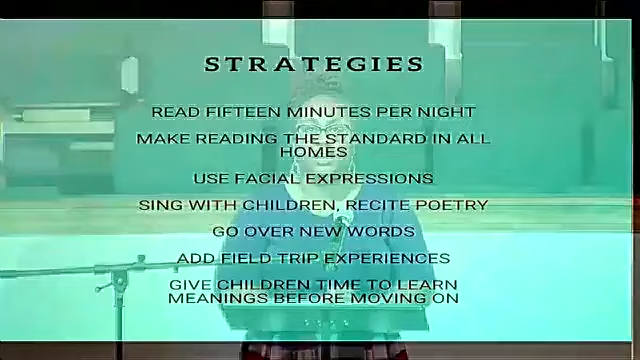 STRATEGIES
READ FIFTEEN MINUTES PER NIGHT
MAKE READING THE STANDARD IN ALL
HOMES
USE FACIAL EXPRESSIONS
SING WITH CHILDREN, RECITE POETRY
GO OVER NEW WORDS
ADD FIELD TRIP EXPERIENCES
GIVE CHILDREN TIME TO LEARN
MEANINGS BEFORE MOVING ON